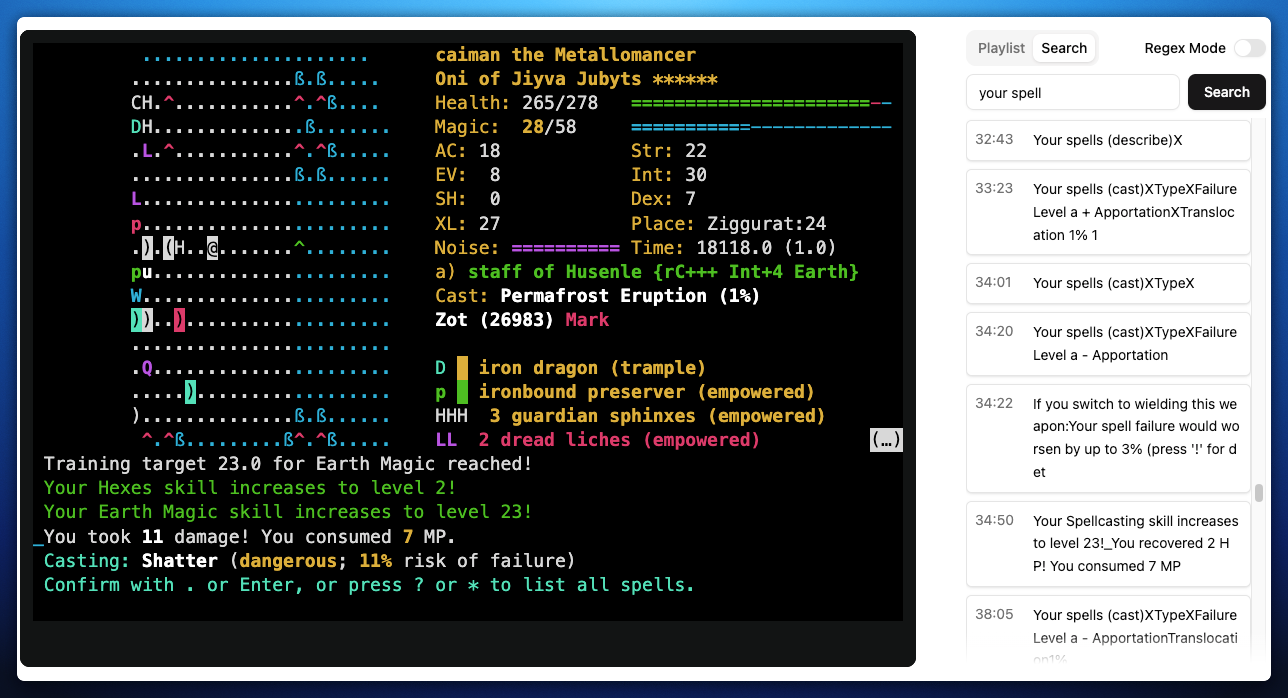 ......................
...............ß.ß.....
CH.^...........^.^ß....
DH..............ß......
.L.^...........^.^ß.....
...............ß.ß......
L.......................
p.......................
.).(H..@.......^........
pu......................
W.......................
))..)...................
........................
.Q......................
.....)..................
)..............ß.ß......
^.^ß.........ß^.^ß.....
caiman the Metallomancer
Oni of Jiyva Jubyts ******
Health: 265/278 ======================--
Magic: 28/58 ===========-------------
AC: 18 Str: 22
EV: 8 Int: 30
SH: 0 Dex: 7
XL: 27 Place: Ziggurat:24
Noise: ========== Time: 18118.0 (1.0)
a) staff of Husenle {rC+++ Int+4 Earth}
Cast: Permafrost Eruption (1%)
Zot (26983) Mark
D iron dragon (trample)
p ironbound preserver (empowered)
HHH 3 guardian sphinxes (empowered)
LL 2 dread liches (empowered) (…)
Training target 23.0 for Earth Magic reached!
Your Hexes skill increases to level 2!
Your Earth Magic skill increases to level 23!
_You took 11 damage! You consumed 7 MP.
Casting: Shatter (dangerous; 11% risk of failure)
Confirm with . or Enter, or press ? or * to list all spells.
Playlist Search Regex Mode
your spell Search
32:43 Your spells (describe)X
33:23 Your spells (cast)XTypeXFailure
Level a + ApportationXTransloc
ation 1% 1
34:01 Your spells (cast)XTypeX
34:20 Your spells (cast)XTypeXFailure
Level a - Apportation
34:22 If you switch to wielding this we
apon:Your spell failure would wo
rsen by up to 3% (press '!' for d
et
34:50 Your Spellcasting skill increases
to level 23!_You recovered 2 H
P! You consumed 7 MP
38:05 Your spells (cast)XTypeXFailure
Level a - ApportationTranslocati
on1%